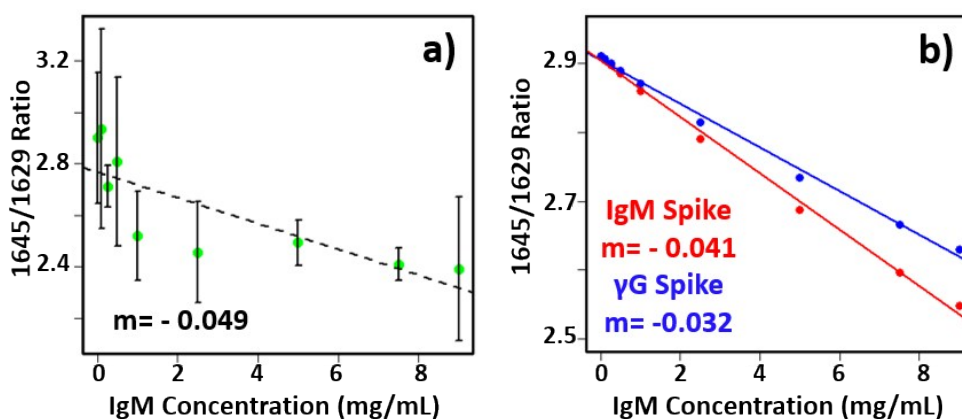 a)
1645/1629 Ratio
3.2
2.8
2.4
m= - 0.049
0 2 4 6 8
IgM Concentration (mg/mL)
b)
1645/1629 Ratio
2.9
2.7
2.5
IgM Spike
m= - 0.041
γG Spike
m= -0.032
0 2 4 6 8
IgM Concentration (mg/mL)